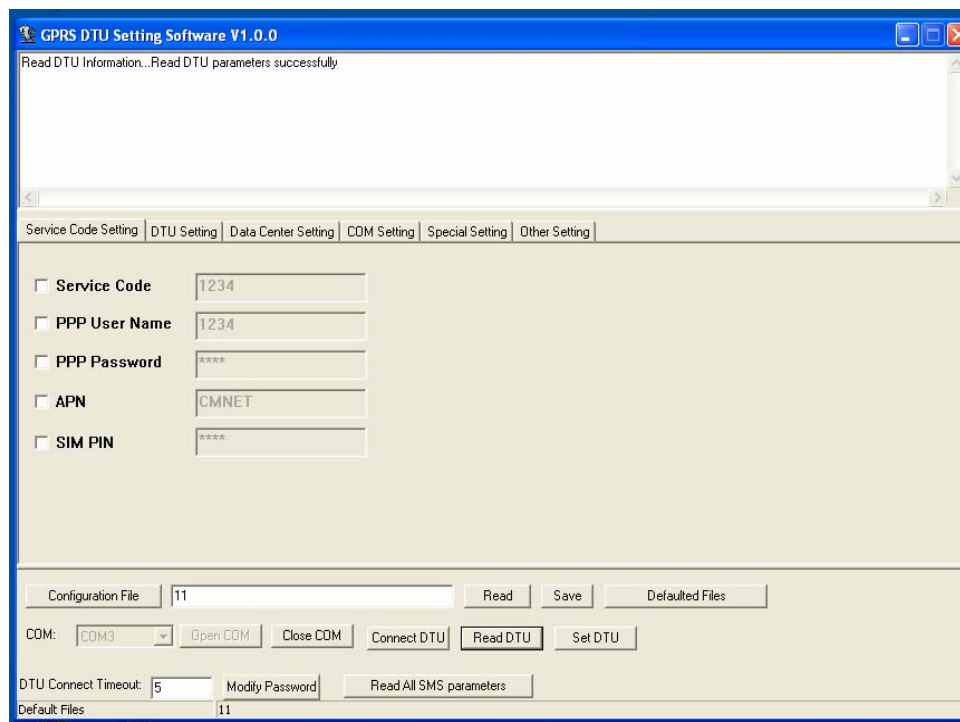 GPRS DTU Setting Software V1.0.0
Read DTU Information...Read DTU parameters successfully
Service Code Setting DTU Setting Data Center Setting COM Setting Special Setting Other Setting
Service Code 1234
PPP User Name 1234
PPP Password ****
APN CMNET
SIM PIN ****
Configuration File 11 Read Save Defaulted Files
COM: COM3 Open COM Close COM Connect DTU Read DTU Set DTU
DTU Connect Timeout: 5 Modify Password Read All SMS parameters
Default Files 11